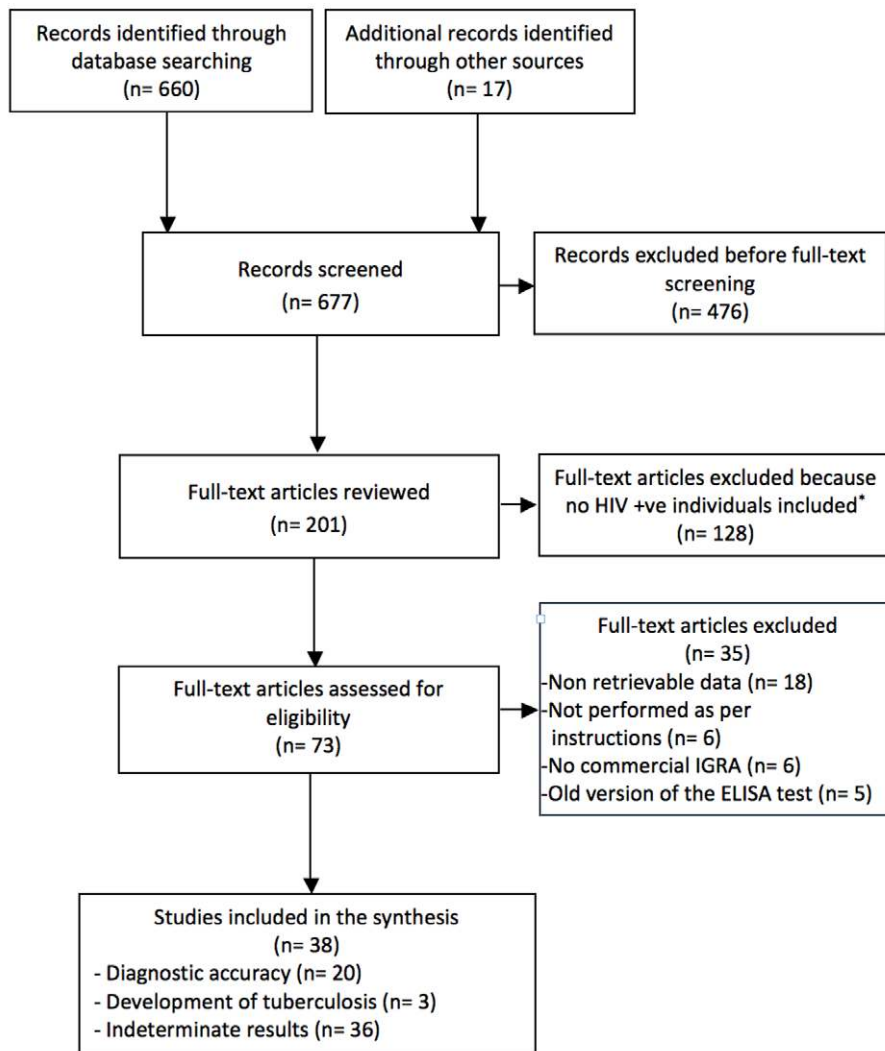 Records identified through
database searching
(n= 660)
Additional records identified
through other sources
(n= 17)
Records screened
(n= 677)
Records excluded before full-text
screening
(n= 476)
Full-text articles reviewed
(n= 201)
Full-text articles excluded because
no HIV +ve individuals included*
(n= 128)
Full-text articles assessed for
eligibility
(n= 73)
Full-text articles excluded
(n= 35)
-Non retrievable data (n= 18)
-Not performed as per
instructions (n= 6)
-No commercial IGRA (n= 6)
-Old version of the ELISA test (n= 5)
Studies included in the synthesis
(n= 38)
- Diagnostic accuracy (n= 20)
- Development of tuberculosis (n= 3)
- Indeterminate results (n= 36)